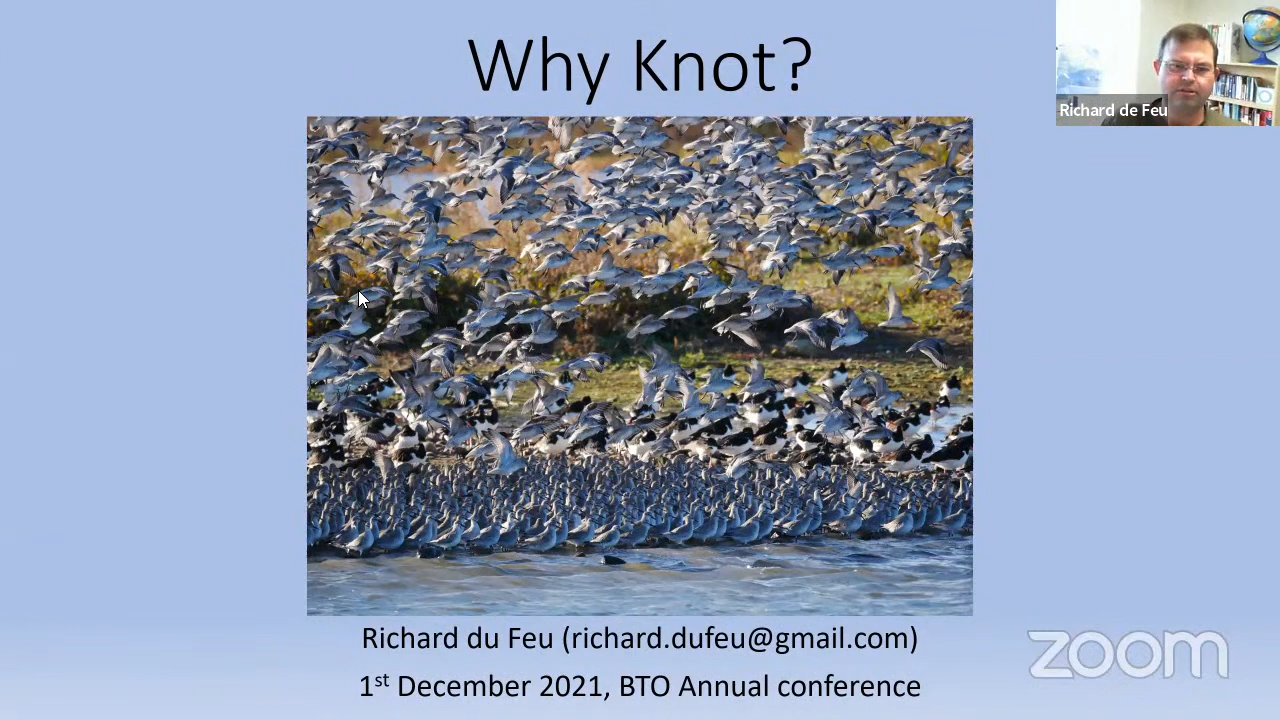 Why Knot?
Richard de Feu
Richard du Feu (richard.dufeu@gmail.com)
1st December 2021, BTO Annual conference
zoom